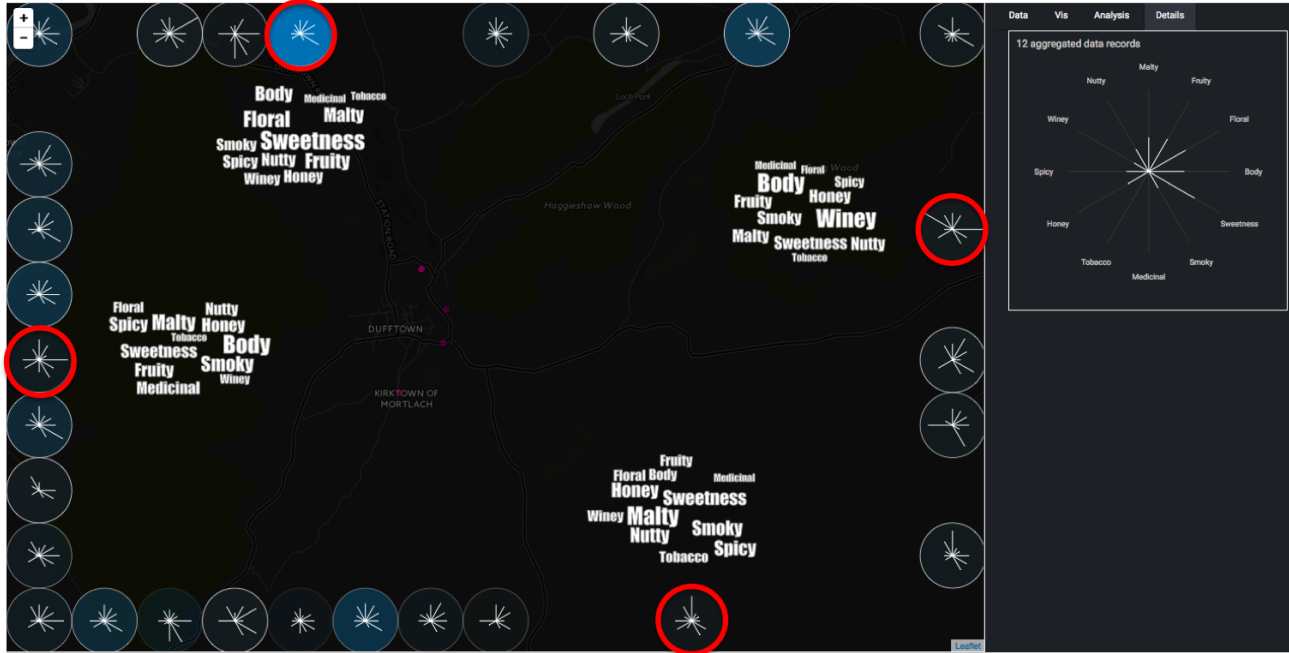 +
−
Data Vis Analysis Details
12 aggregated data records
Malty
Nutty Fruity
Winey Floral
Spicy Body
Honey Sweetness
Tobacco Smoky
Medicinal
Loch Park
Body Medicinal Tobacco
Floral Malty
Smoky Sweetness
Spicy Nutty Fruity
Winey Honey
STATION ROAD
Haggieshaw Wood
Medicinal Floral Wood
Body Spicy
Fruity Honey
Smoky Winey
Malty Sweetness Nutty
Tobacco
Floral Nutty
Spicy Malty Honey
Tobacco
Sweetness Body
Fruity Smoky
Medicinal Winey
DUFFTOWN
KIRKTOWN OF
MORTLACH
Fruity
Floral Body Medicinal
Honey Sweetness
Winey Malty
Nutty Smoky
Tobacco Spicy
Leaflet